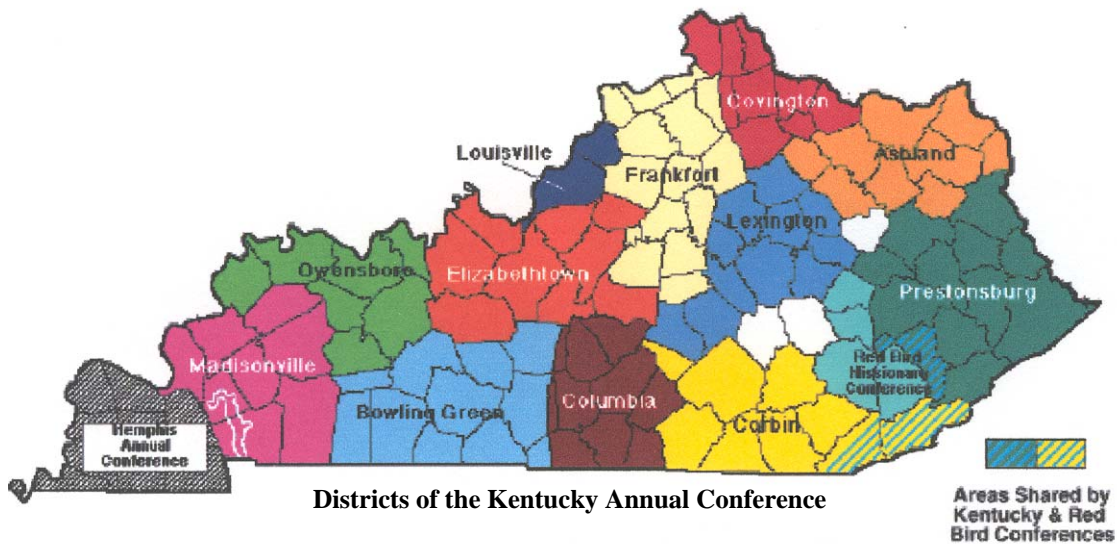 Covington
Louisville
Ashland
Frankfort
Lexington
Owensboro
Elizabethtown
Prestonsburg
Madisonville
Red Bird
Missionary
Conference
Bowling Green
Columbia
Corbin
Memphis
Annual
Conference
Districts of the Kentucky Annual Conference
Areas Shared by
Kentucky & Red
Bird Conferences